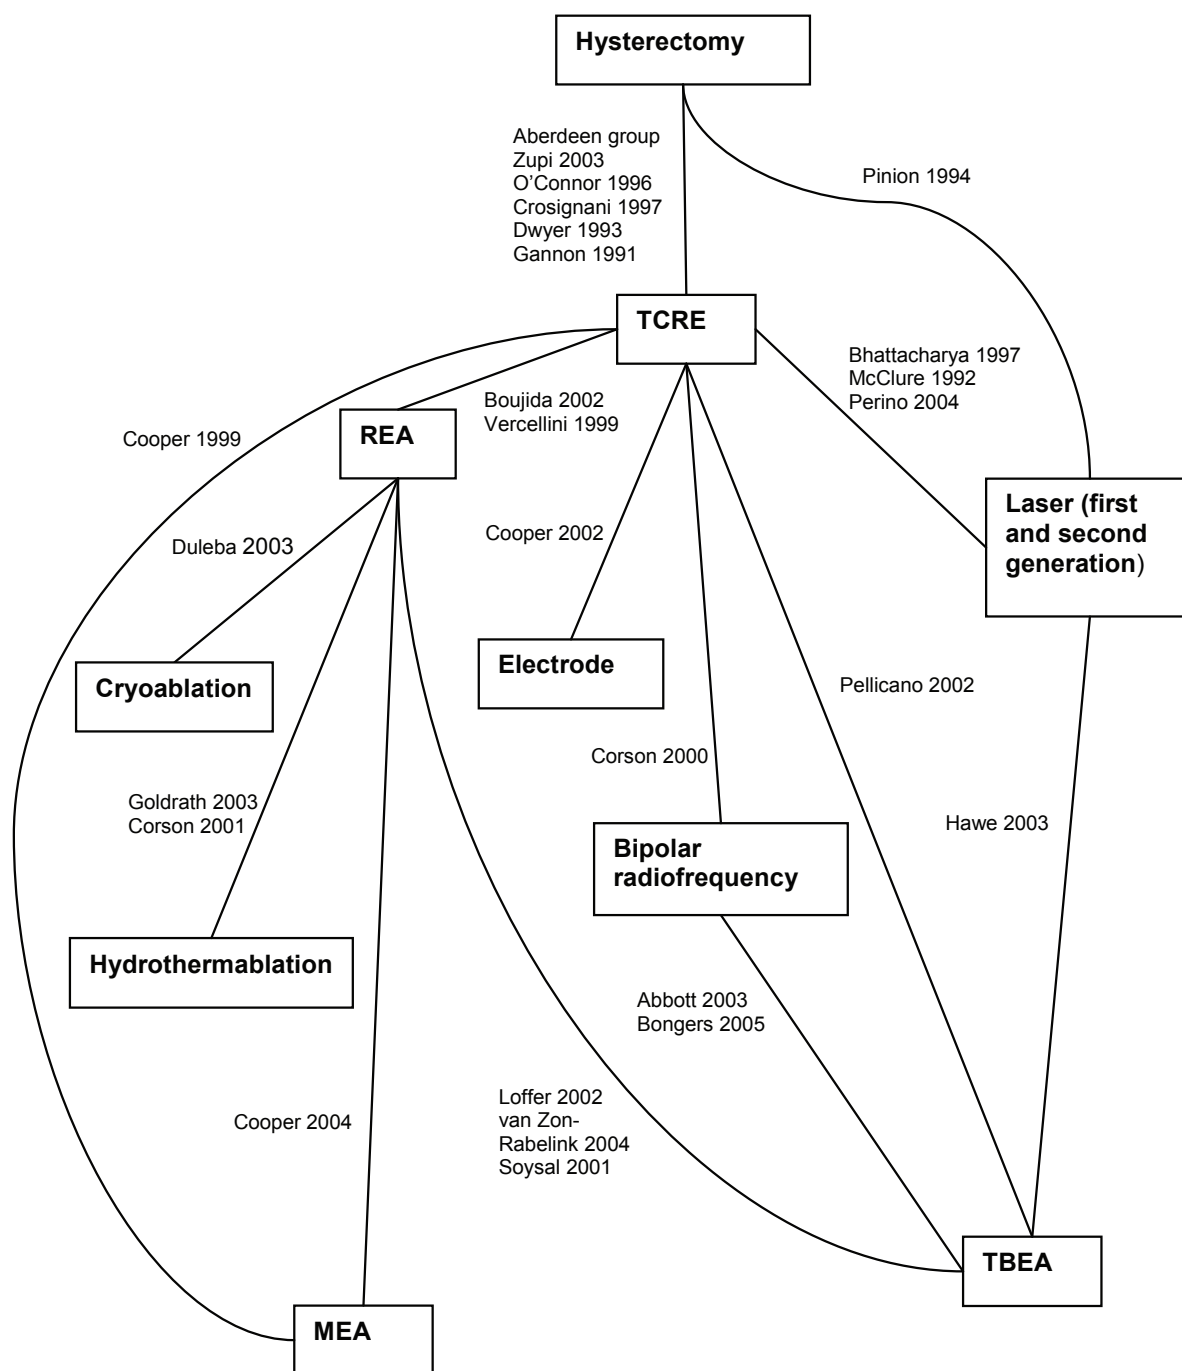 Hysterectomy
Aberdeen group
Zupi 2003
O'Connor 1996
Crosignani 1997
Dwyer 1993
Gannon 1991
Pinion 1994
TCRE
Bhattacharya 1997
McClure 1992
Perino 2004
Boujida 2002
Vercellini 1999
Cooper 1999
REA
Laser (first
and second
generation)
Duleba 2003
Cooper 2002
Cryoablation
Electrode
Pellicano 2002
Corson 2000
Goldrath 2003
Corson 2001
Hawe 2003
Bipolar
radiofrequency
Hydrothermablation
Abbott 2003
Bongers 2005
Cooper 2004
Loffer 2002
van Zon-
Rabelink 2004
Soysal 2001
TBEA
MEA